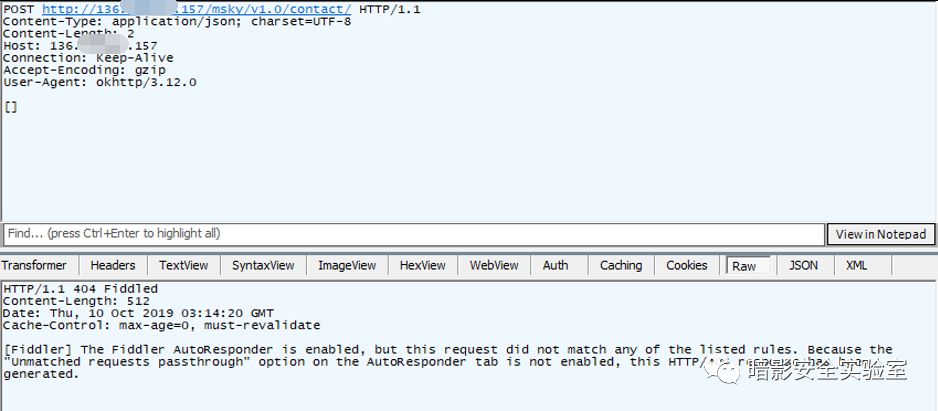 POST http://136. .157/msky/v1.0/contact/ HTTP/1.1
Content-Type: application/json; charset=UTF-8
Content-Length: 2
Host: 136. .157
Connection: Keep-Alive
Accept-Encoding: gzip
User-Agent: okhttp/3.12.0
[]
Find... (press Ctrl+Enter to highlight all)
View in Notepad
Transformer Headers TextView SyntaxView ImageView HexView WebView Auth Caching Cookies Raw JSON XML
HTTP/1.1 404 Fiddled
Content-Length: 512
Date: Thu, 10 Oct 2019 03:14:20 GMT
Cache-Control: max-age=0, must-revalidate
[Fiddler] The Fiddler AutoResponder is enabled, but this request did not match any of the listed rules. Because the
"Unmatched requests passthrough" option on the AutoResponder tab is not enabled, this HTTP/404 response has been
generated.
暗影安全实验室